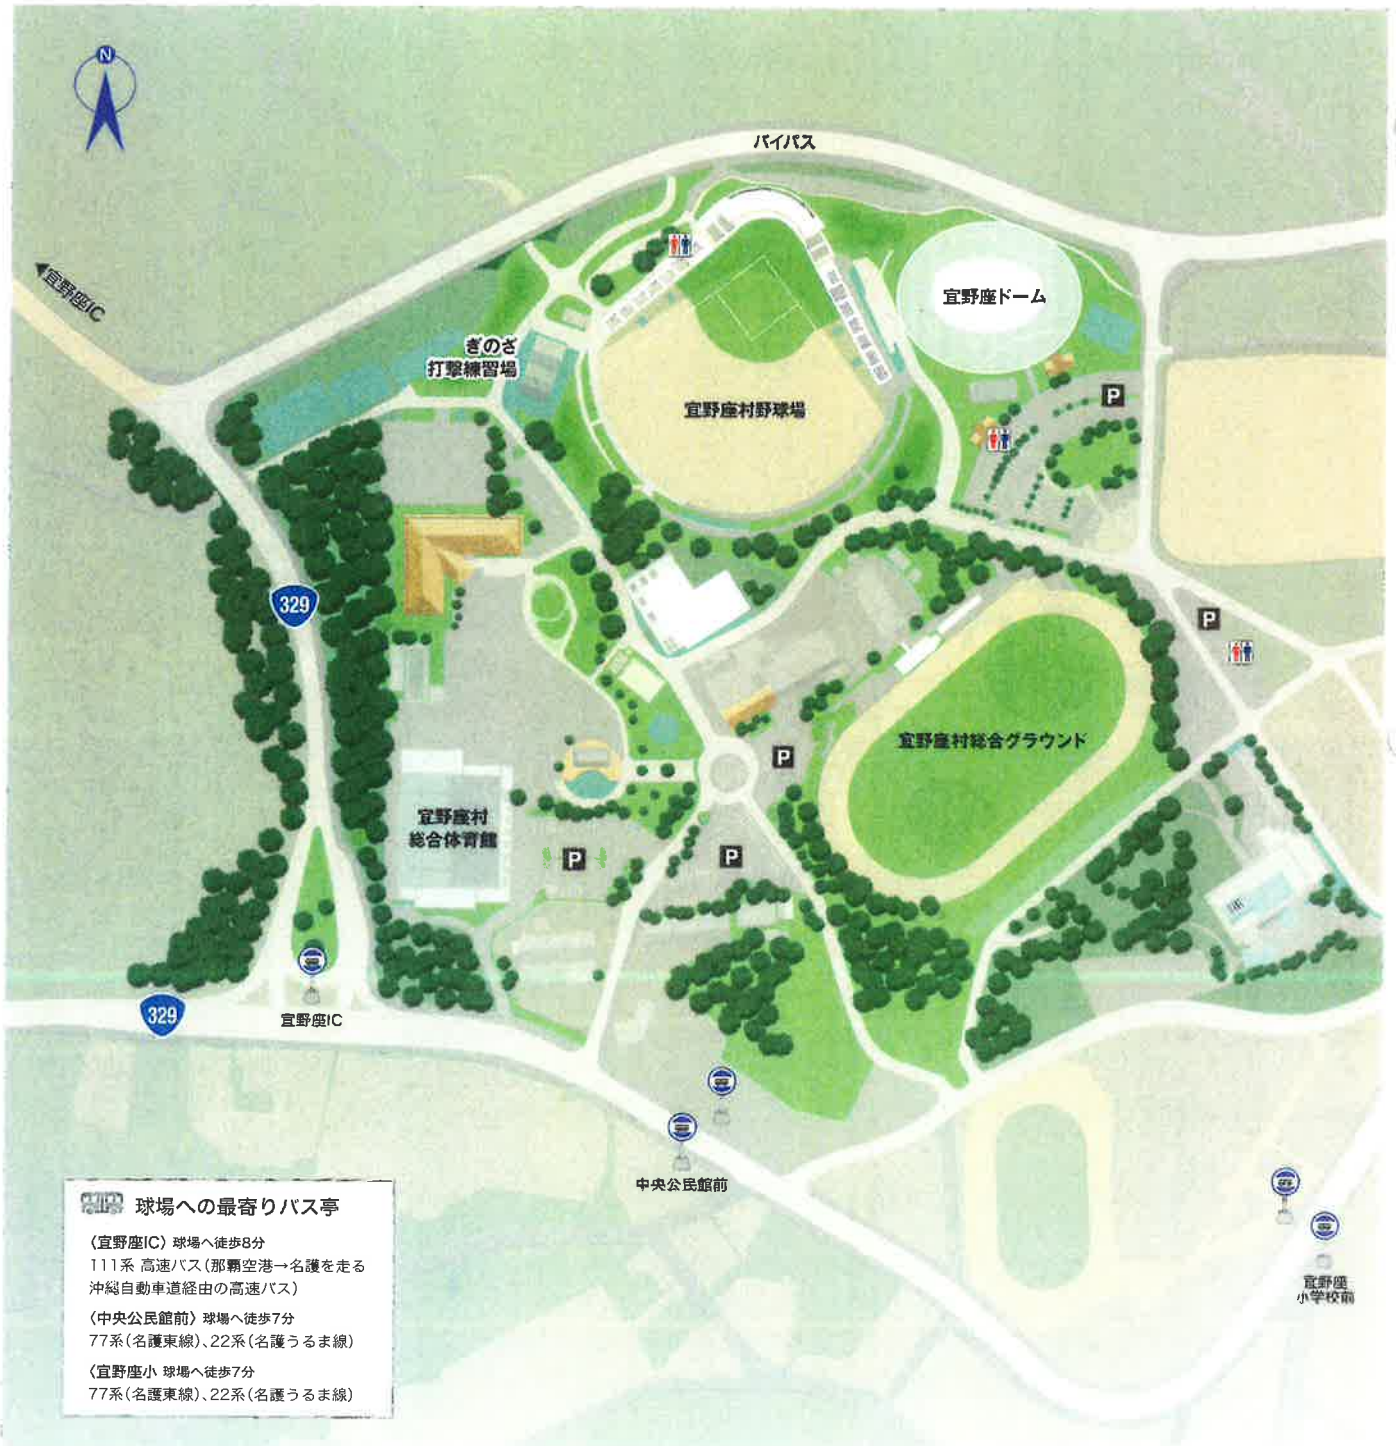 N
バイパス
宜野座IC
宜野座ドーム
ぎのざ
打撃練習場
P
宜野座村野球場
329
P
宜野座村総合グラウンド
P
宜野座村
総合体育館
P
P
329
宜野座IC
中央公民館前
宜野座
小学校前
球場への最寄りバス亭
〈宜野座IC〉 球場へ徒歩8分
111系 高速バス(那覇空港→名護を走る
沖縄自動車道経由の高速バス)
〈中央公民館前〉 球場へ徒歩7分
77系(名護東線)、22系(名護うるま線)
〈宜野座小 球場へ徒歩7分
77系(名護東線)、22系(名護うるま線)